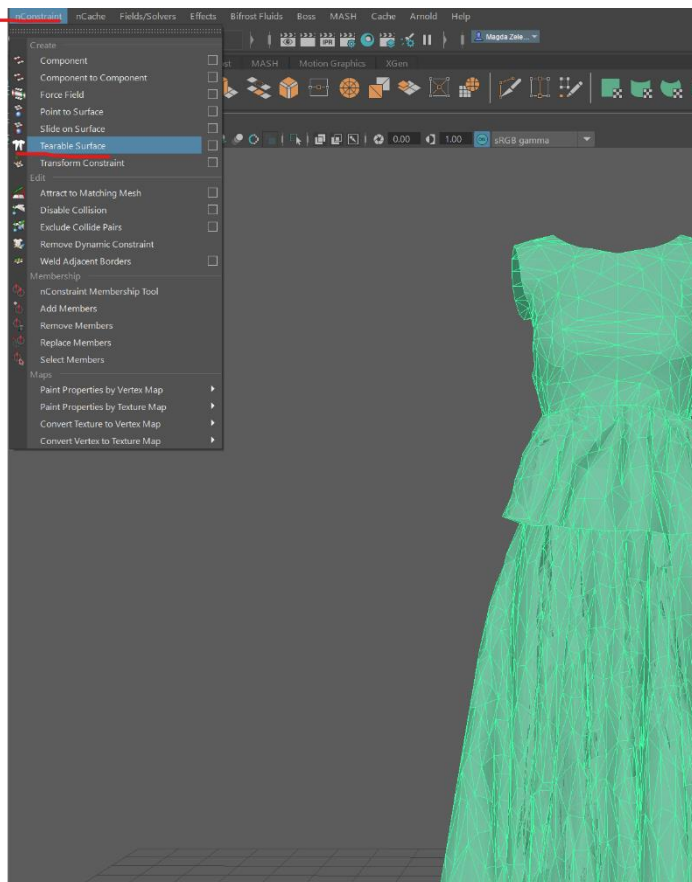 nConstraint nCache Fields/Solvers Effects Bifrost Fluids Boss MASH Cache Arnold Help
Magda Zele...
Create
Component
MASH Motion Graphics XGen
Component to Component
Force Field
Point to Surface
Slide on Surface
Tearable Surface
0.00 1.00 sRGB gamma
Transform Constraint
Edit
Attract to Matching Mesh
Disable Collision
Exclude Collide Pairs
Remove Dynamic Constraint
Weld Adjacent Borders
Membership
nConstraint Membership Tool
Add Members
Remove Members
Replace Members
Select Members
Maps
Paint Properties by Vertex Map
Paint Properties by Texture Map
Convert Texture to Vertex Map
Convert Vertex to Texture Map